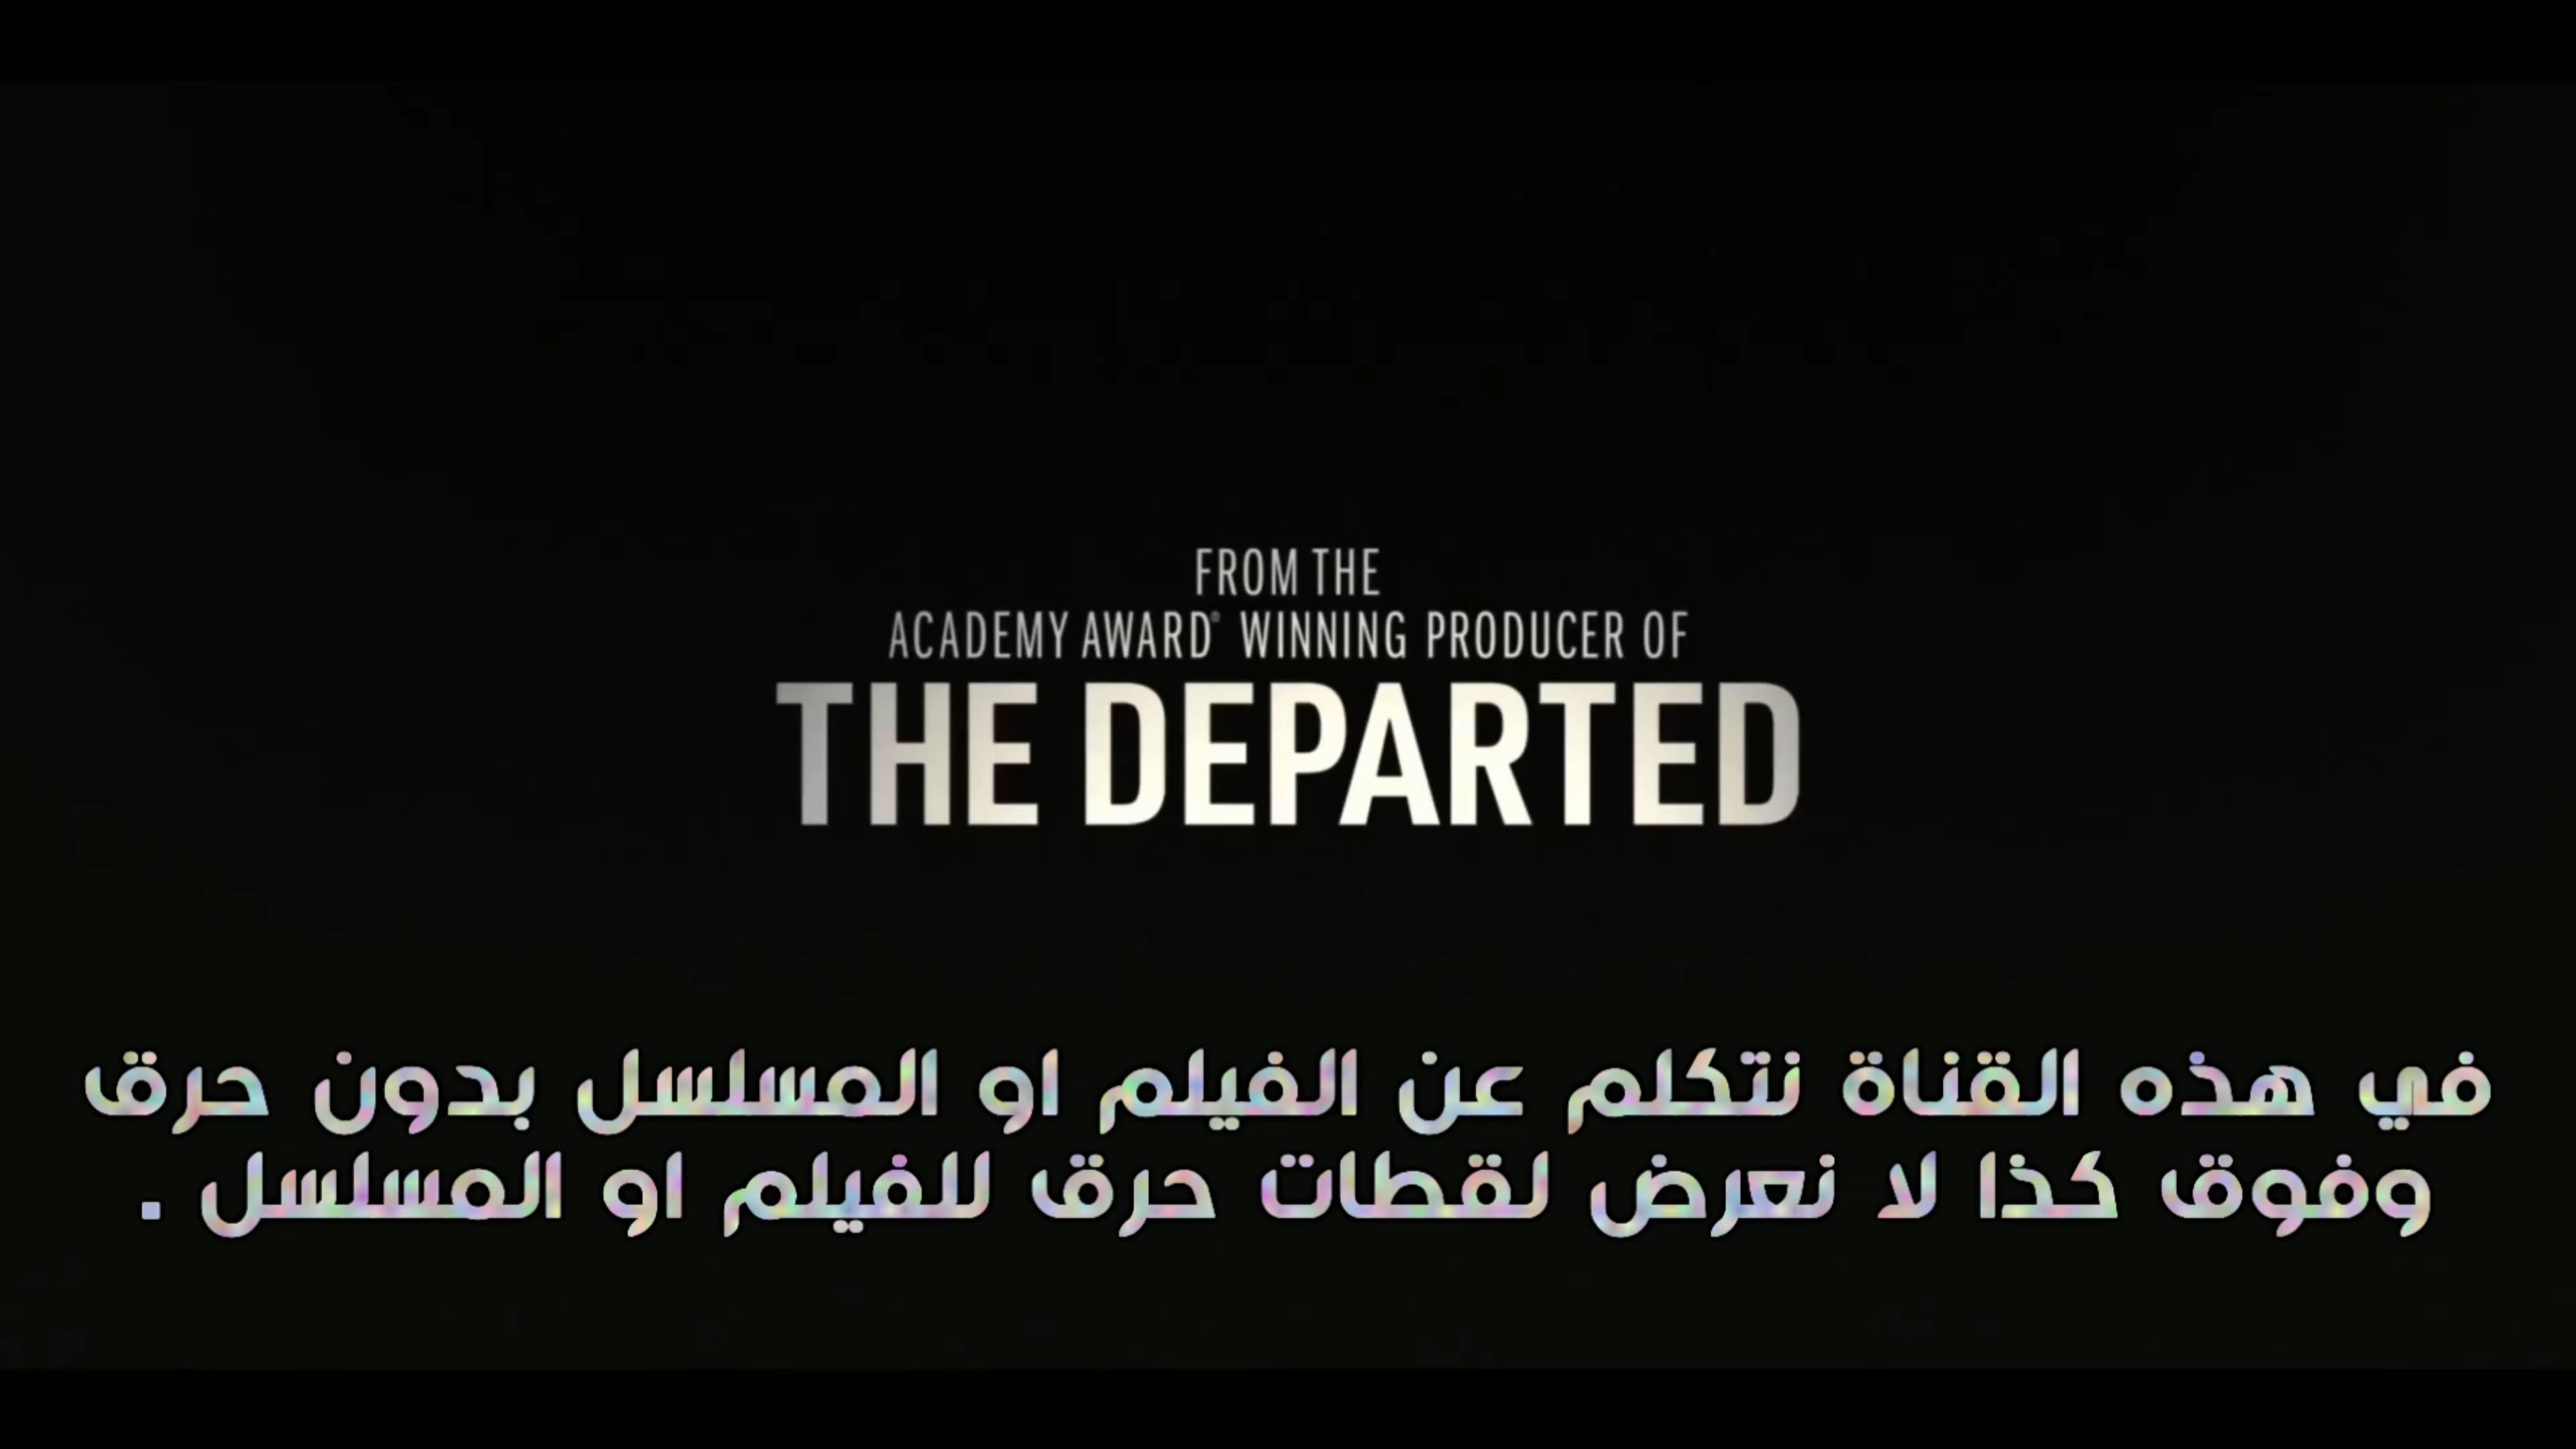 FROM THE
ACADEMY AWARD® WINNING PRODUCER OF
THE DEPARTED
في هذه القناة نتكلم عن الفيلم او المسلسل بدون حرق
وفوق كذا لا نعرض لقطات حرق للفيلم او المسلسل .